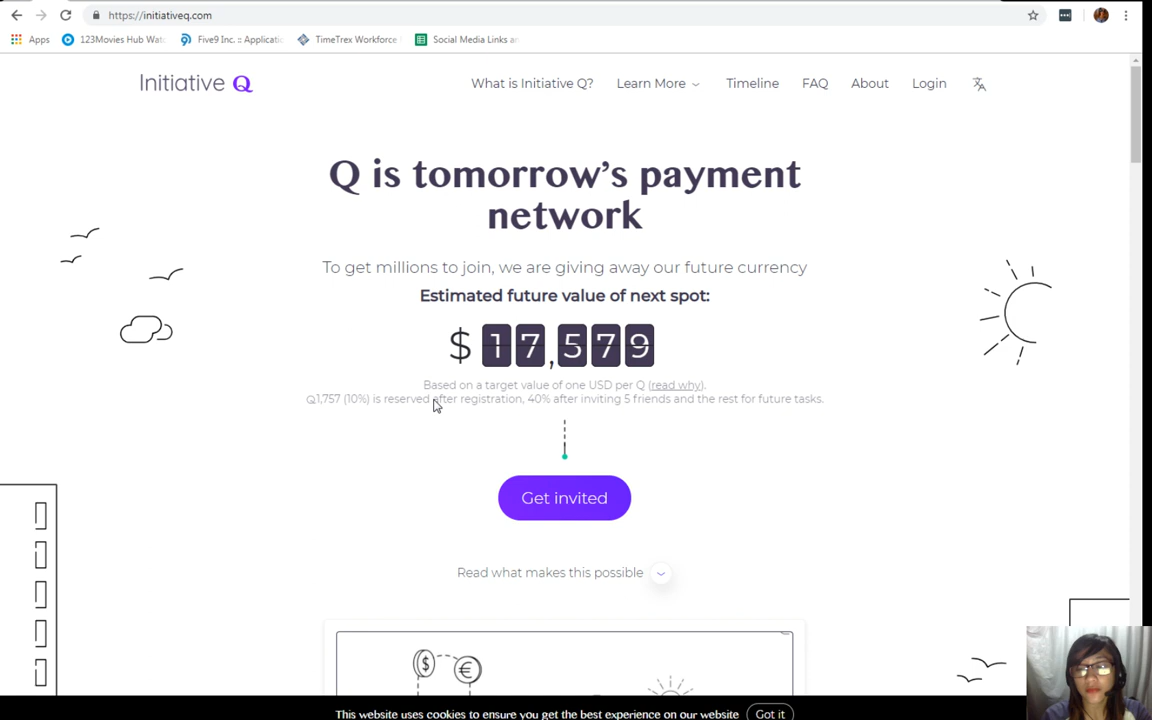 https://initiativeq.com
Apps 123Movies Hub Wat Five9 Inc. :: Applicatio TimeTrex Workforce Social Media Links an
Initiative Q What is Initiative Q? Learn More Timeline FAQ About Login
Q is tomorrow's payment
network
To get millions to join, we are giving away our future currency
Estimated future value of next spot:
$ 17,579
Based on a target value of one USD per Q (read why).
Q1,757 (10%) is reserved after registration, 40% after inviting 5 friends and the rest for future tasks.
Get invited
Read what makes this possible
$ €
This website uses cookies to ensure you get the best experience on our website Got it